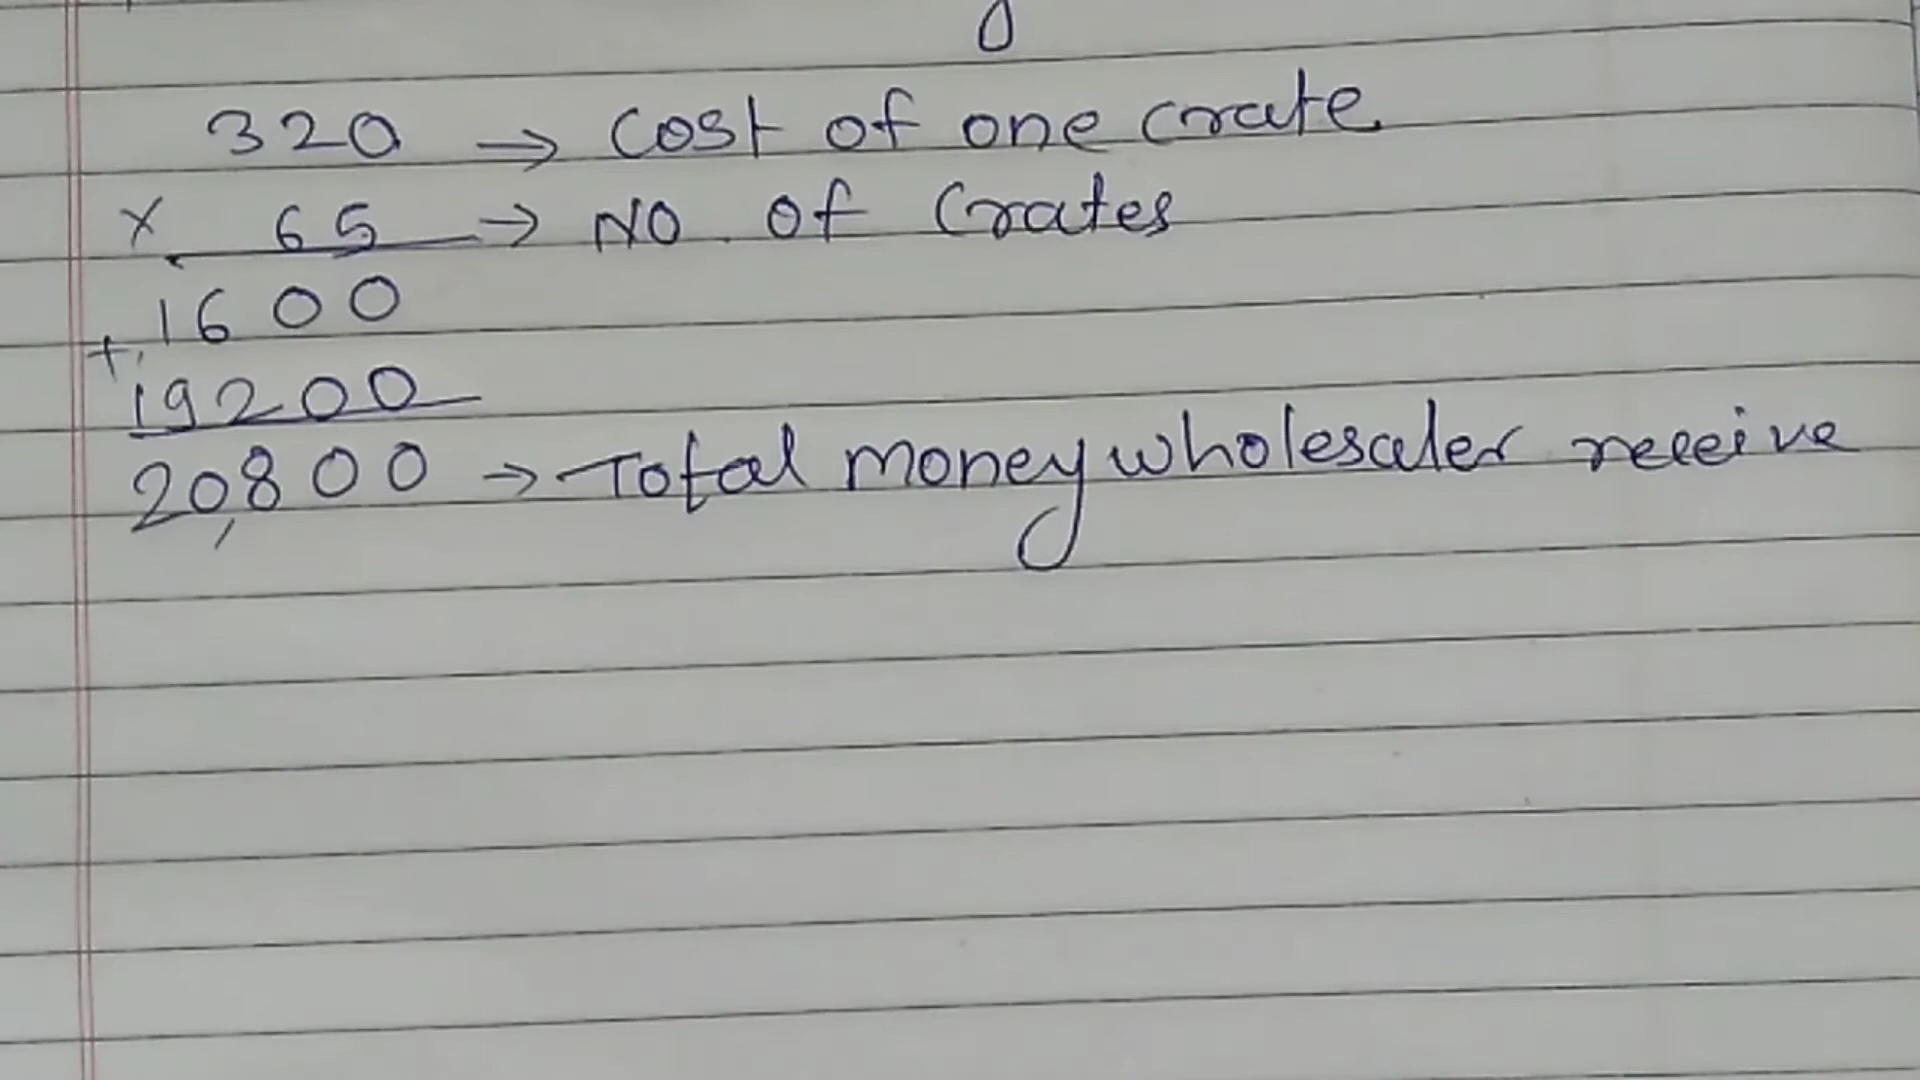 320 → Cost of one crate
× 65 → NO. of Crates
1600
+ 19200
20,800 → Total money wholesaler receive